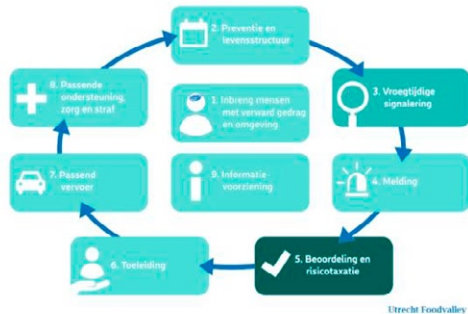 2. Preventie en
levensstructuur
3. Vroegtijdige
signalering
4. Melding
5. Beoordeling en
risicotaxatie
6. Toeleiding
7. Passend
vervoer
8. Passende
ondersteuning,
zorg en straf
1. Inbreng mensen
met verward gedrag
en omgeving
9. Informatie-
voorziening
Utrecht Foodvalley